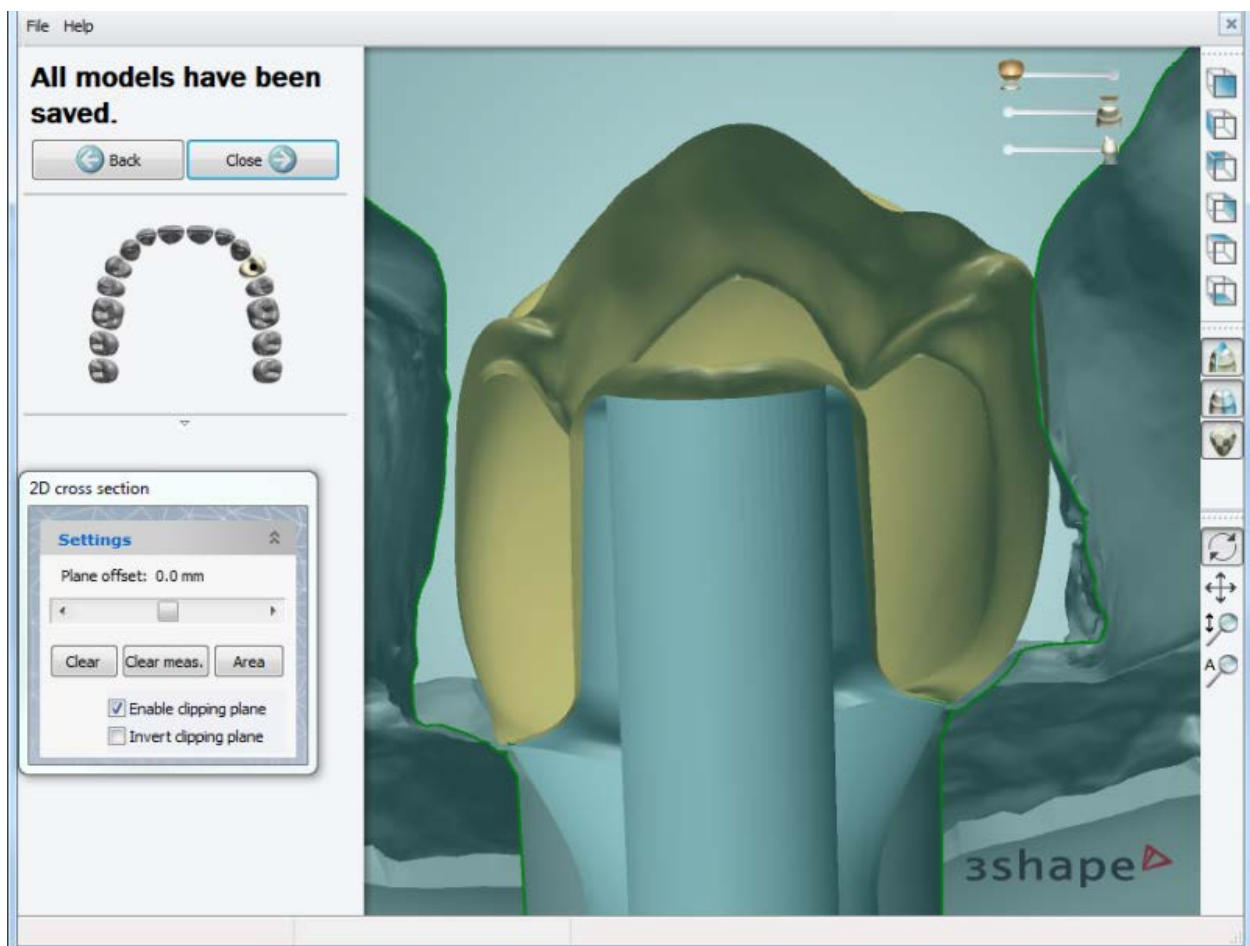 File Help
All models have been
saved.
Back Close
2D cross section
Settings
Plane offset: 0.0 mm
Clear Clear meas. Area
Enable clipping plane
Invert clipping plane
A
3shape